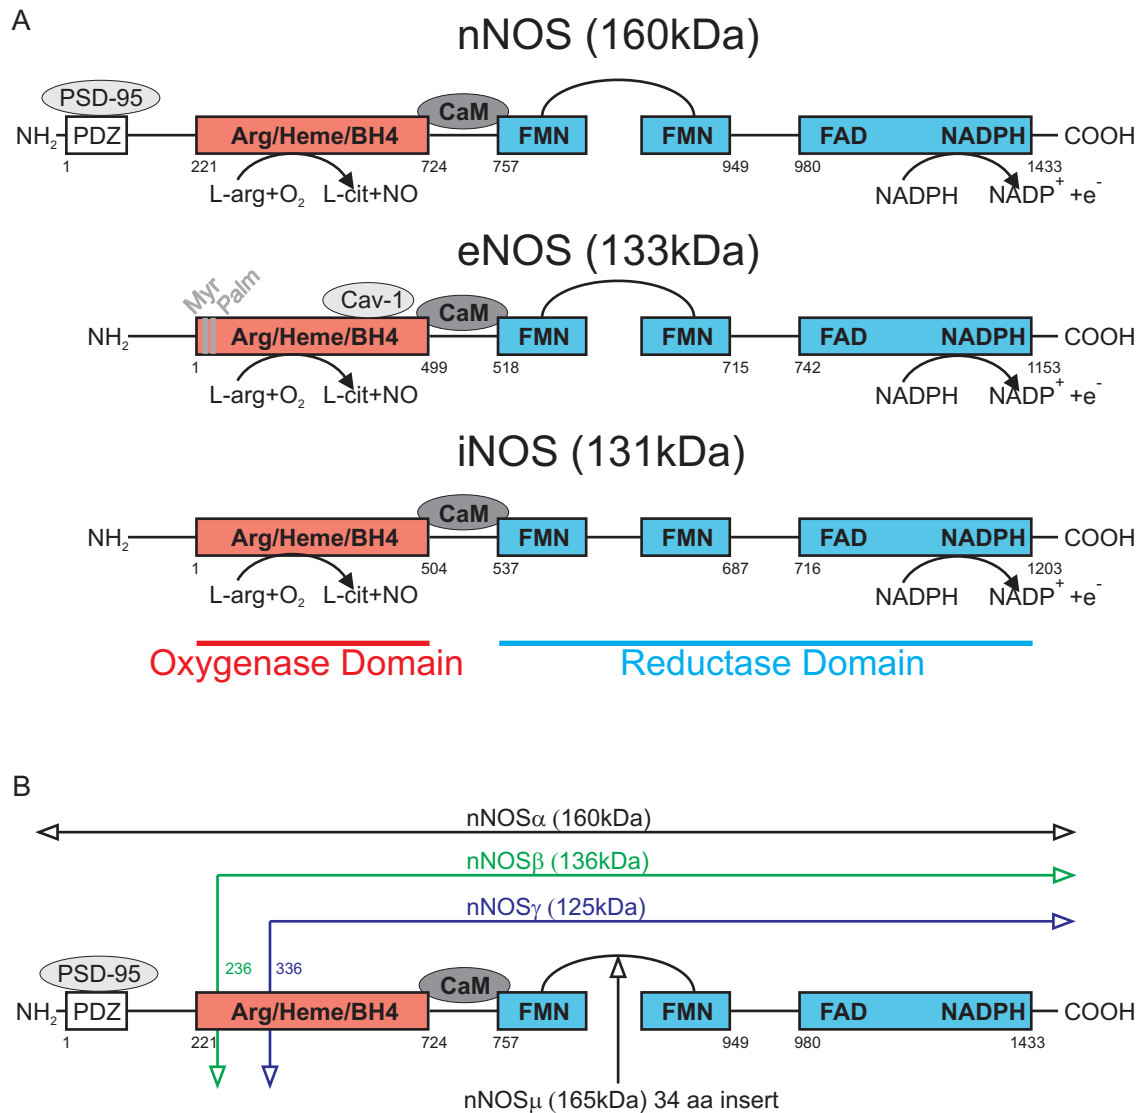 A
nNOS (160kDa)
PSD-95
CaM
NH₂ PDZ Arg/Heme/BH4 FMN FMN FAD NADPH COOH
1 221 724 757 949 980 1433
L-arg+O₂ L-cit+NO NADPH NADP⁺ +e⁻
eNOS (133kDa)
Myr
Palm
Cav-1 CaM
NH₂ Arg/Heme/BH4 FMN FMN FAD NADPH COOH
1 499 518 715 742 1153
L-arg+O₂ L-cit+NO NADPH NADP⁺ +e⁻
iNOS (131kDa)
CaM
NH₂ Arg/Heme/BH4 FMN FMN FAD NADPH COOH
1 504 537 687 716 1203
L-arg+O₂ L-cit+NO NADPH NADP⁺ +e⁻
Oxygenase Domain Reductase Domain
B
nNOSα (160kDa)
nNOSβ (136kDa)
nNOSγ (125kDa)
236 336
PSD-95 CaM
NH₂ PDZ Arg/Heme/BH4 FMN FMN FAD NADPH COOH
1 221 724 757 949 980 1433
nNOSμ (165kDa) 34 aa insert